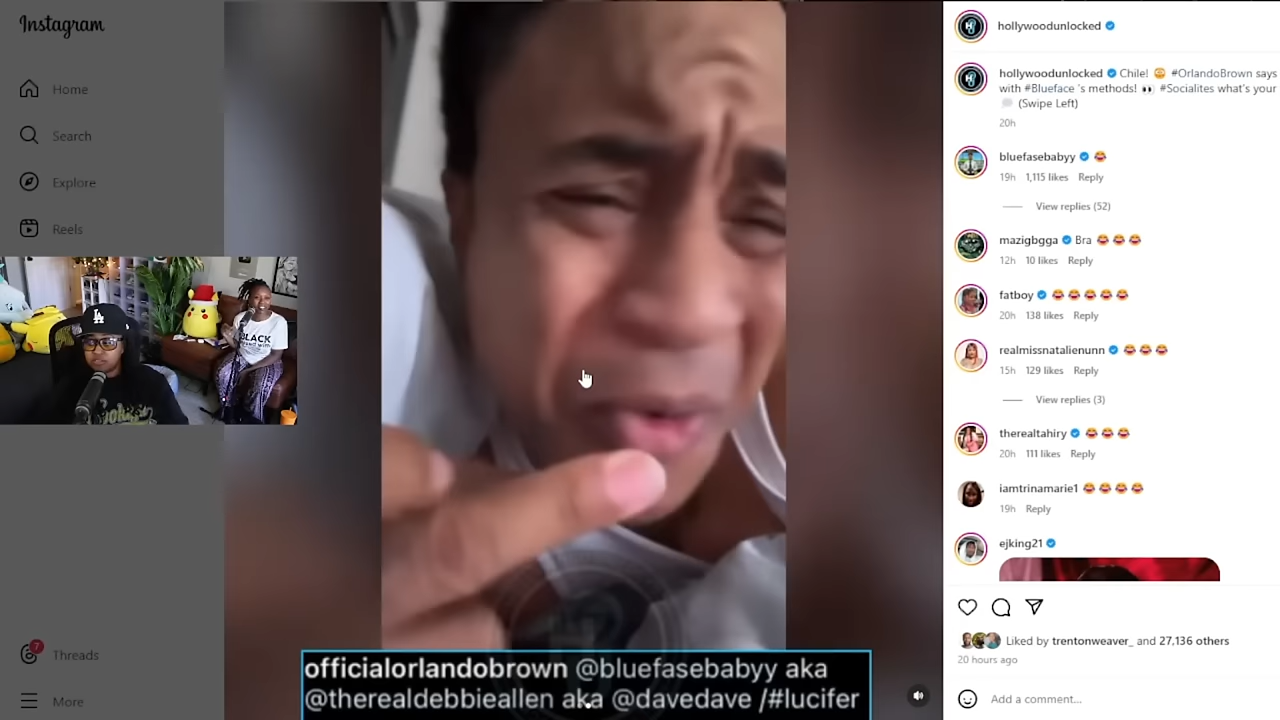 Instagram
Home
Search
Explore
Reels
7
Threads
More
LA
BLACK
officialorlandobrown @bluefasebabyy aka
@therealdebbieallen aka @davedave /#lucifer
hollywoodunlocked
hollywoodunlocked Chile! 😳 #OrlandoBrown says
with #Blueface 's methods! 👀 #Socialites what's your
💭 (Swipe Left)
20h
bluefasebabyy 😂
19h 1,115 likes Reply
View replies (52)
mazigbgga Bra 😂😂😂
12h 10 likes Reply
fatboy 😂😂😂😂😂
20h 138 likes Reply
realmissnatalienunn 😂😂😂
15h 129 likes Reply
View replies (3)
therealtahiry 😂😂😂
20h 111 likes Reply
iamtrinamarie1 😂😂😂😂
19h Reply
ejking21
Liked by trentonweaver_ and 27,136 others
20 hours ago
Add a comment...